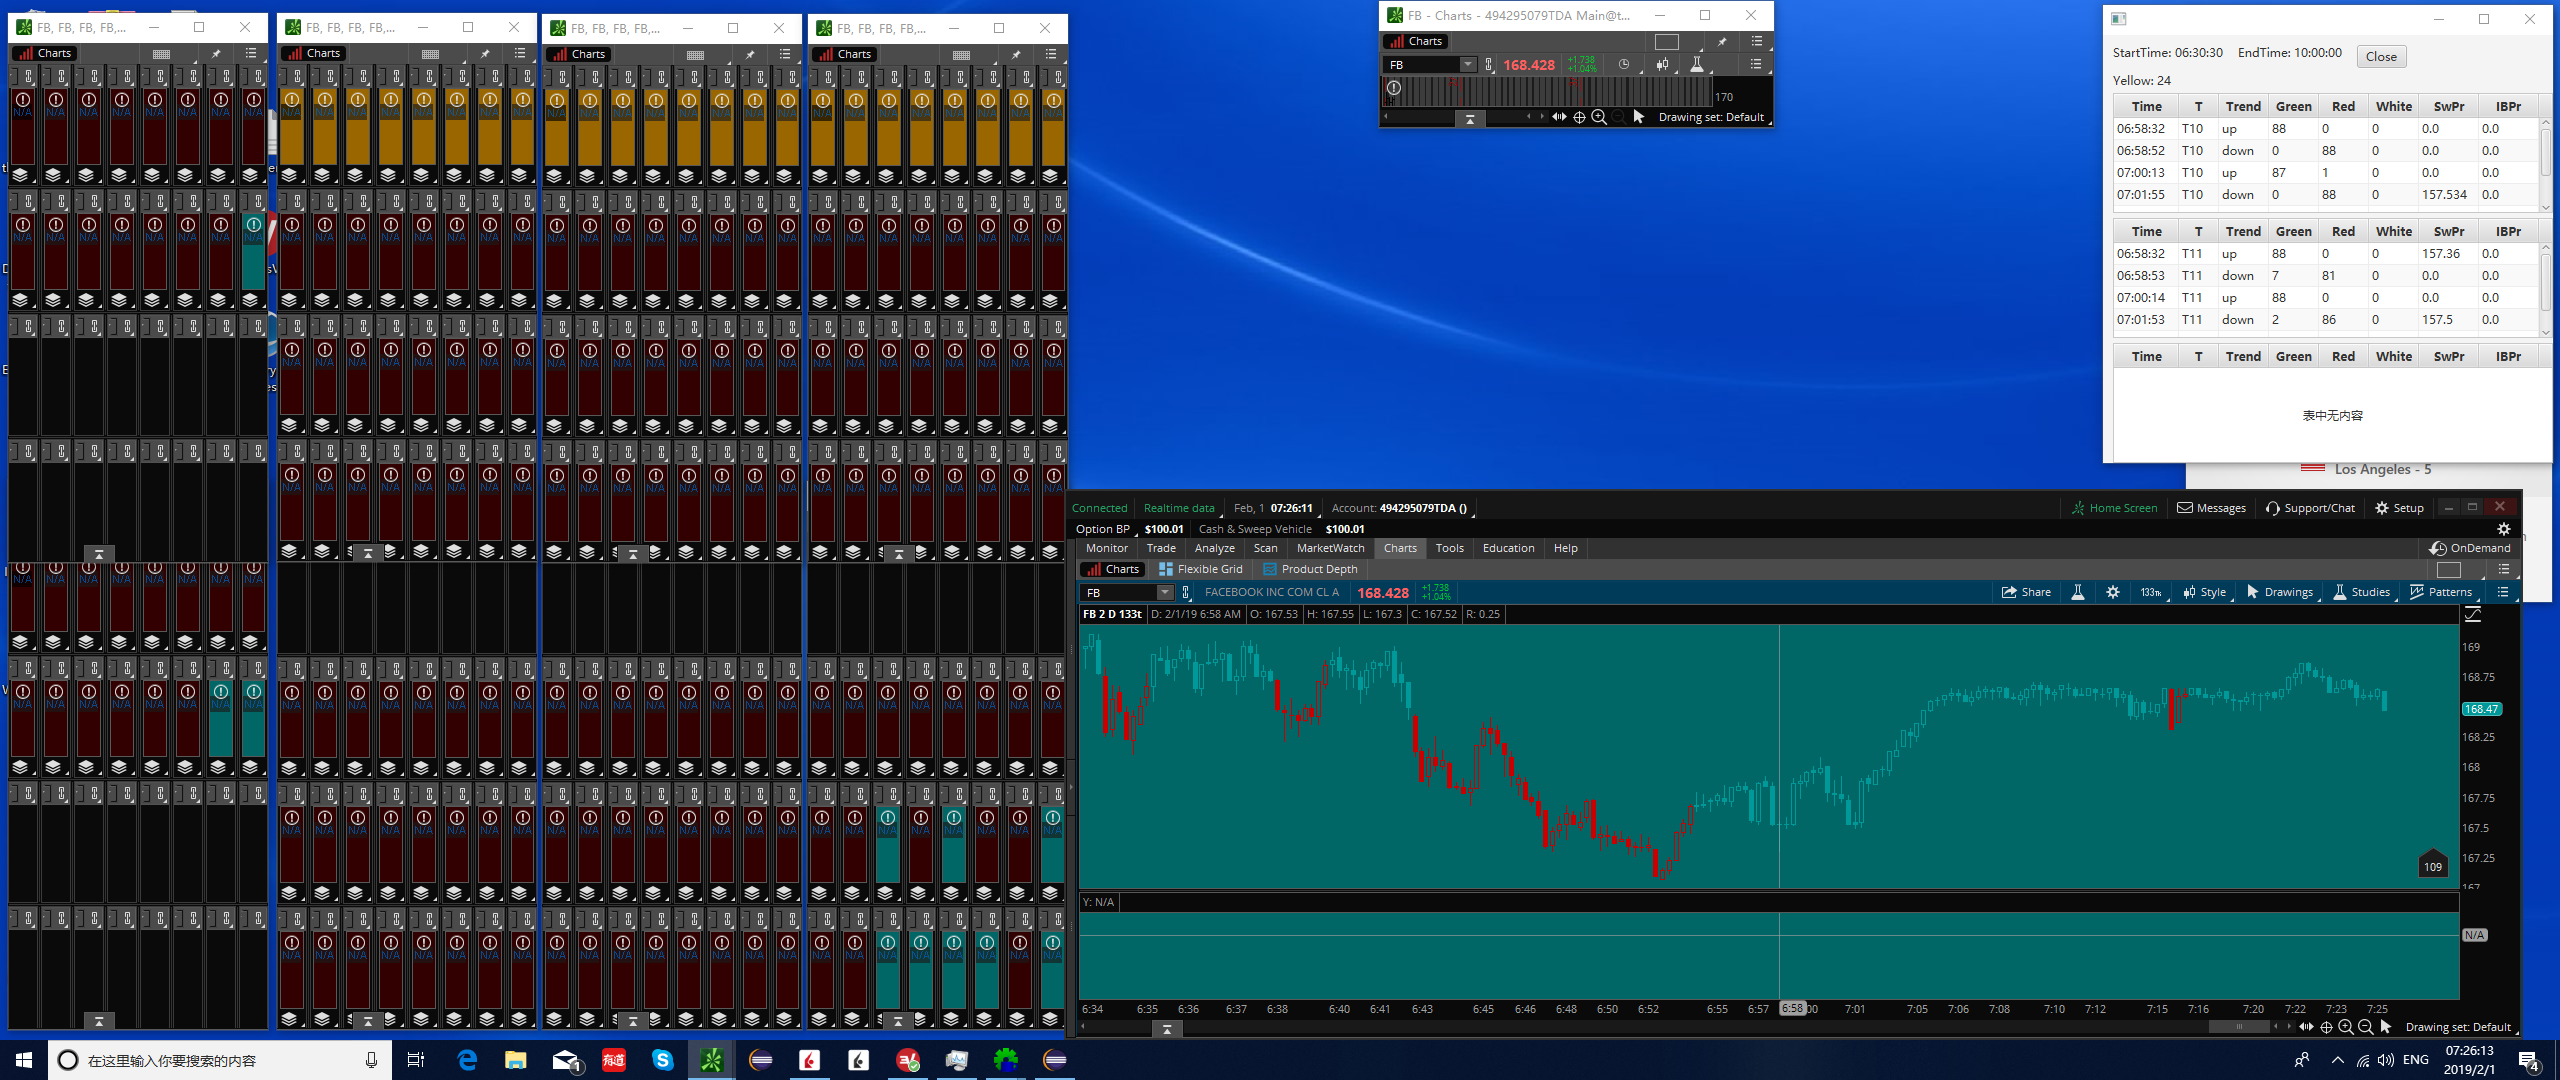 FB, FB, FB, FB,...
FB, FB, FB, FB,...
FB, FB, FB, FB,...
FB, FB, FB, FB,...
Charts
Charts
Charts
Charts
N/A N/A N/A N/A N/A N/A N/A N/A
FB - Charts - 494295079TDA Main@t...
Charts
FB
168.428
+1.738
+1.04%
170
Drawing set: Default
StartTime: 06:30:30 EndTime: 10:00:00 Close
Yellow: 24
Time T Trend Green Red White SwPr IBPr
06:58:32 T10 up 88 0 0 0.0 0.0
06:58:52 T10 down 0 88 0 0.0 0.0
07:00:13 T10 up 87 1 0 0.0 0.0
07:01:55 T10 down 0 88 0 157.534 0.0
Time T Trend Green Red White SwPr IBPr
06:58:32 T11 up 88 0 0 157.36 0.0
06:58:53 T11 down 7 81 0 0.0 0.0
07:00:14 T11 up 88 0 0 0.0 0.0
07:01:53 T11 down 2 86 0 157.5 0.0
Time T Trend Green Red White SwPr IBPr
表中无内容
Los Angeles - 5
Connected Realtime data Feb, 1 07:26:11 Account: 494295079TDA () Home Screen Messages Support/Chat Setup
Option BP $100.01 Cash & Sweep Vehicle $100.01
Monitor Trade Analyze Scan MarketWatch Charts Tools Education Help OnDemand
Charts Flexible Grid Product Depth
FB FACEBOOK INC COM CL A 168.428 +1.738 +1.04% Share 133TK Style Drawings Studies Patterns
FB 2 D 133t D: 2/1/19 6:58 AM O: 167.53 H: 167.55 L: 167.3 C: 167.52 R: 0.25
169
168.75
168.47
168.25
168
167.75
167.5
167.25
109
167
Y: N/A
N/A
6:34 6:35 6:36 6:37 6:38 6:40 6:41 6:43 6:45 6:46 6:48 6:50 6:52 6:55 6:57 6:58 :00 7:01 7:05 7:07 7:08 7:10 7:12 7:15 7:16 7:20 7:22 7:23 7:25
Drawing set: Default
在这里输入你要搜索的内容
有道
1
ENG
07:26:13
2019/2/1
4